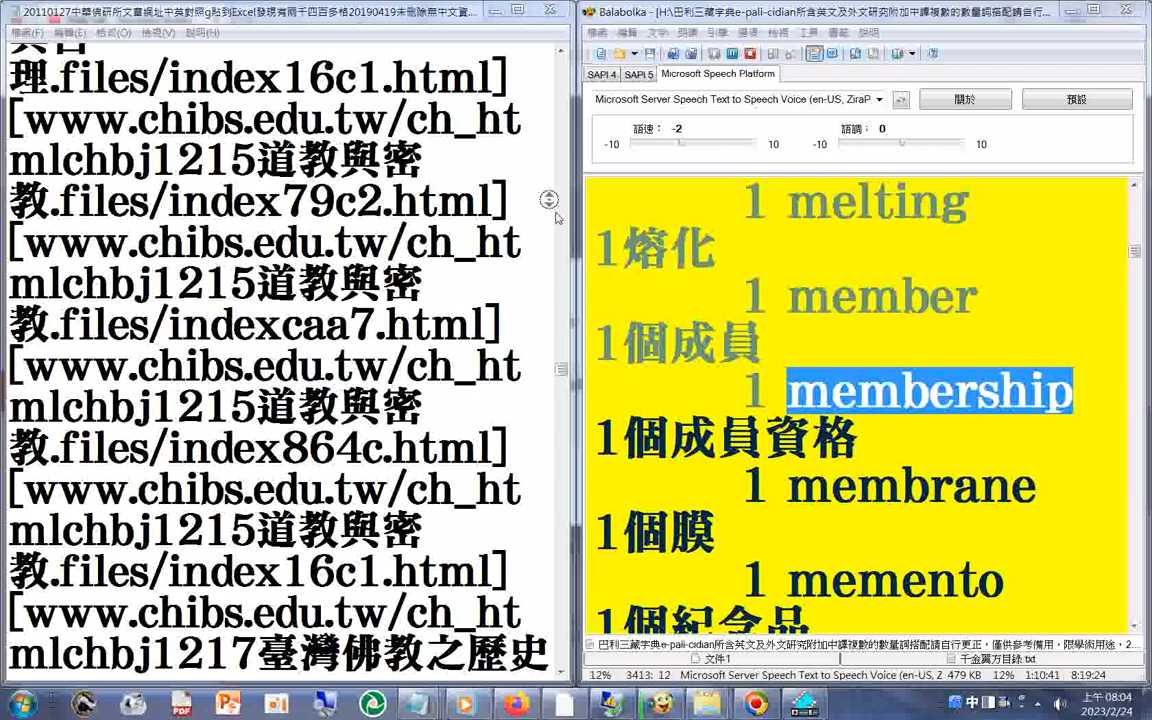 20110127中華佛研所文章網址中英對照g貼到Excel發現有兩千四百多格20190419未刪除無中文資...
檔案(F) 編輯(E) 格式(O) 檢視(V) 說明(H)
理.files/index16c1.html]
[www.chibs.edu.tw/ch_ht
mlchbj1215道教與密
教.files/index79c2.html]
[www.chibs.edu.tw/ch_ht
mlchbj1215道教與密
教.files/indexcaa7.html]
[www.chibs.edu.tw/ch_ht
mlchbj1215道教與密
教.files/index864c.html]
[www.chibs.edu.tw/ch_ht
mlchbj1215道教與密
教.files/index16c1.html]
[www.chibs.edu.tw/ch_ht
mlchbj1217臺灣佛教之歷史
Balabolka - [H:\巴利三藏字典e-pali-cidian所含英文及外文研究附加中譯複數的數量詞搭配請自行...
檔案 編輯 文字 朗讀 引擎 選項 檢視 工具 書籤 說明
SAPI 4 SAPI 5 Microsoft Speech Platform
Microsoft Server Speech Text to Speech Voice (en-US, ZiraP 關於 預設
語速： -2 語調： 0
-10 10 -10 10
1 melting
1熔化
1 member
1個成員
1 membership
1個成員資格
1 membrane
1個膜
1 memento
1個紀念品
巴利三藏字典e-pali-cidian所含英文及外文研究附加中譯複數的數量詞搭配請自行更正，僅供參考備用，限學術用途，2...
文件1 千金翼方目錄.txt
12% 3413: 12 Microsoft Server Speech Text to Speech Voice (en-US, Z 479 KB 12% 1:10:41 8:19:24
上午 08:04
2023/2/24